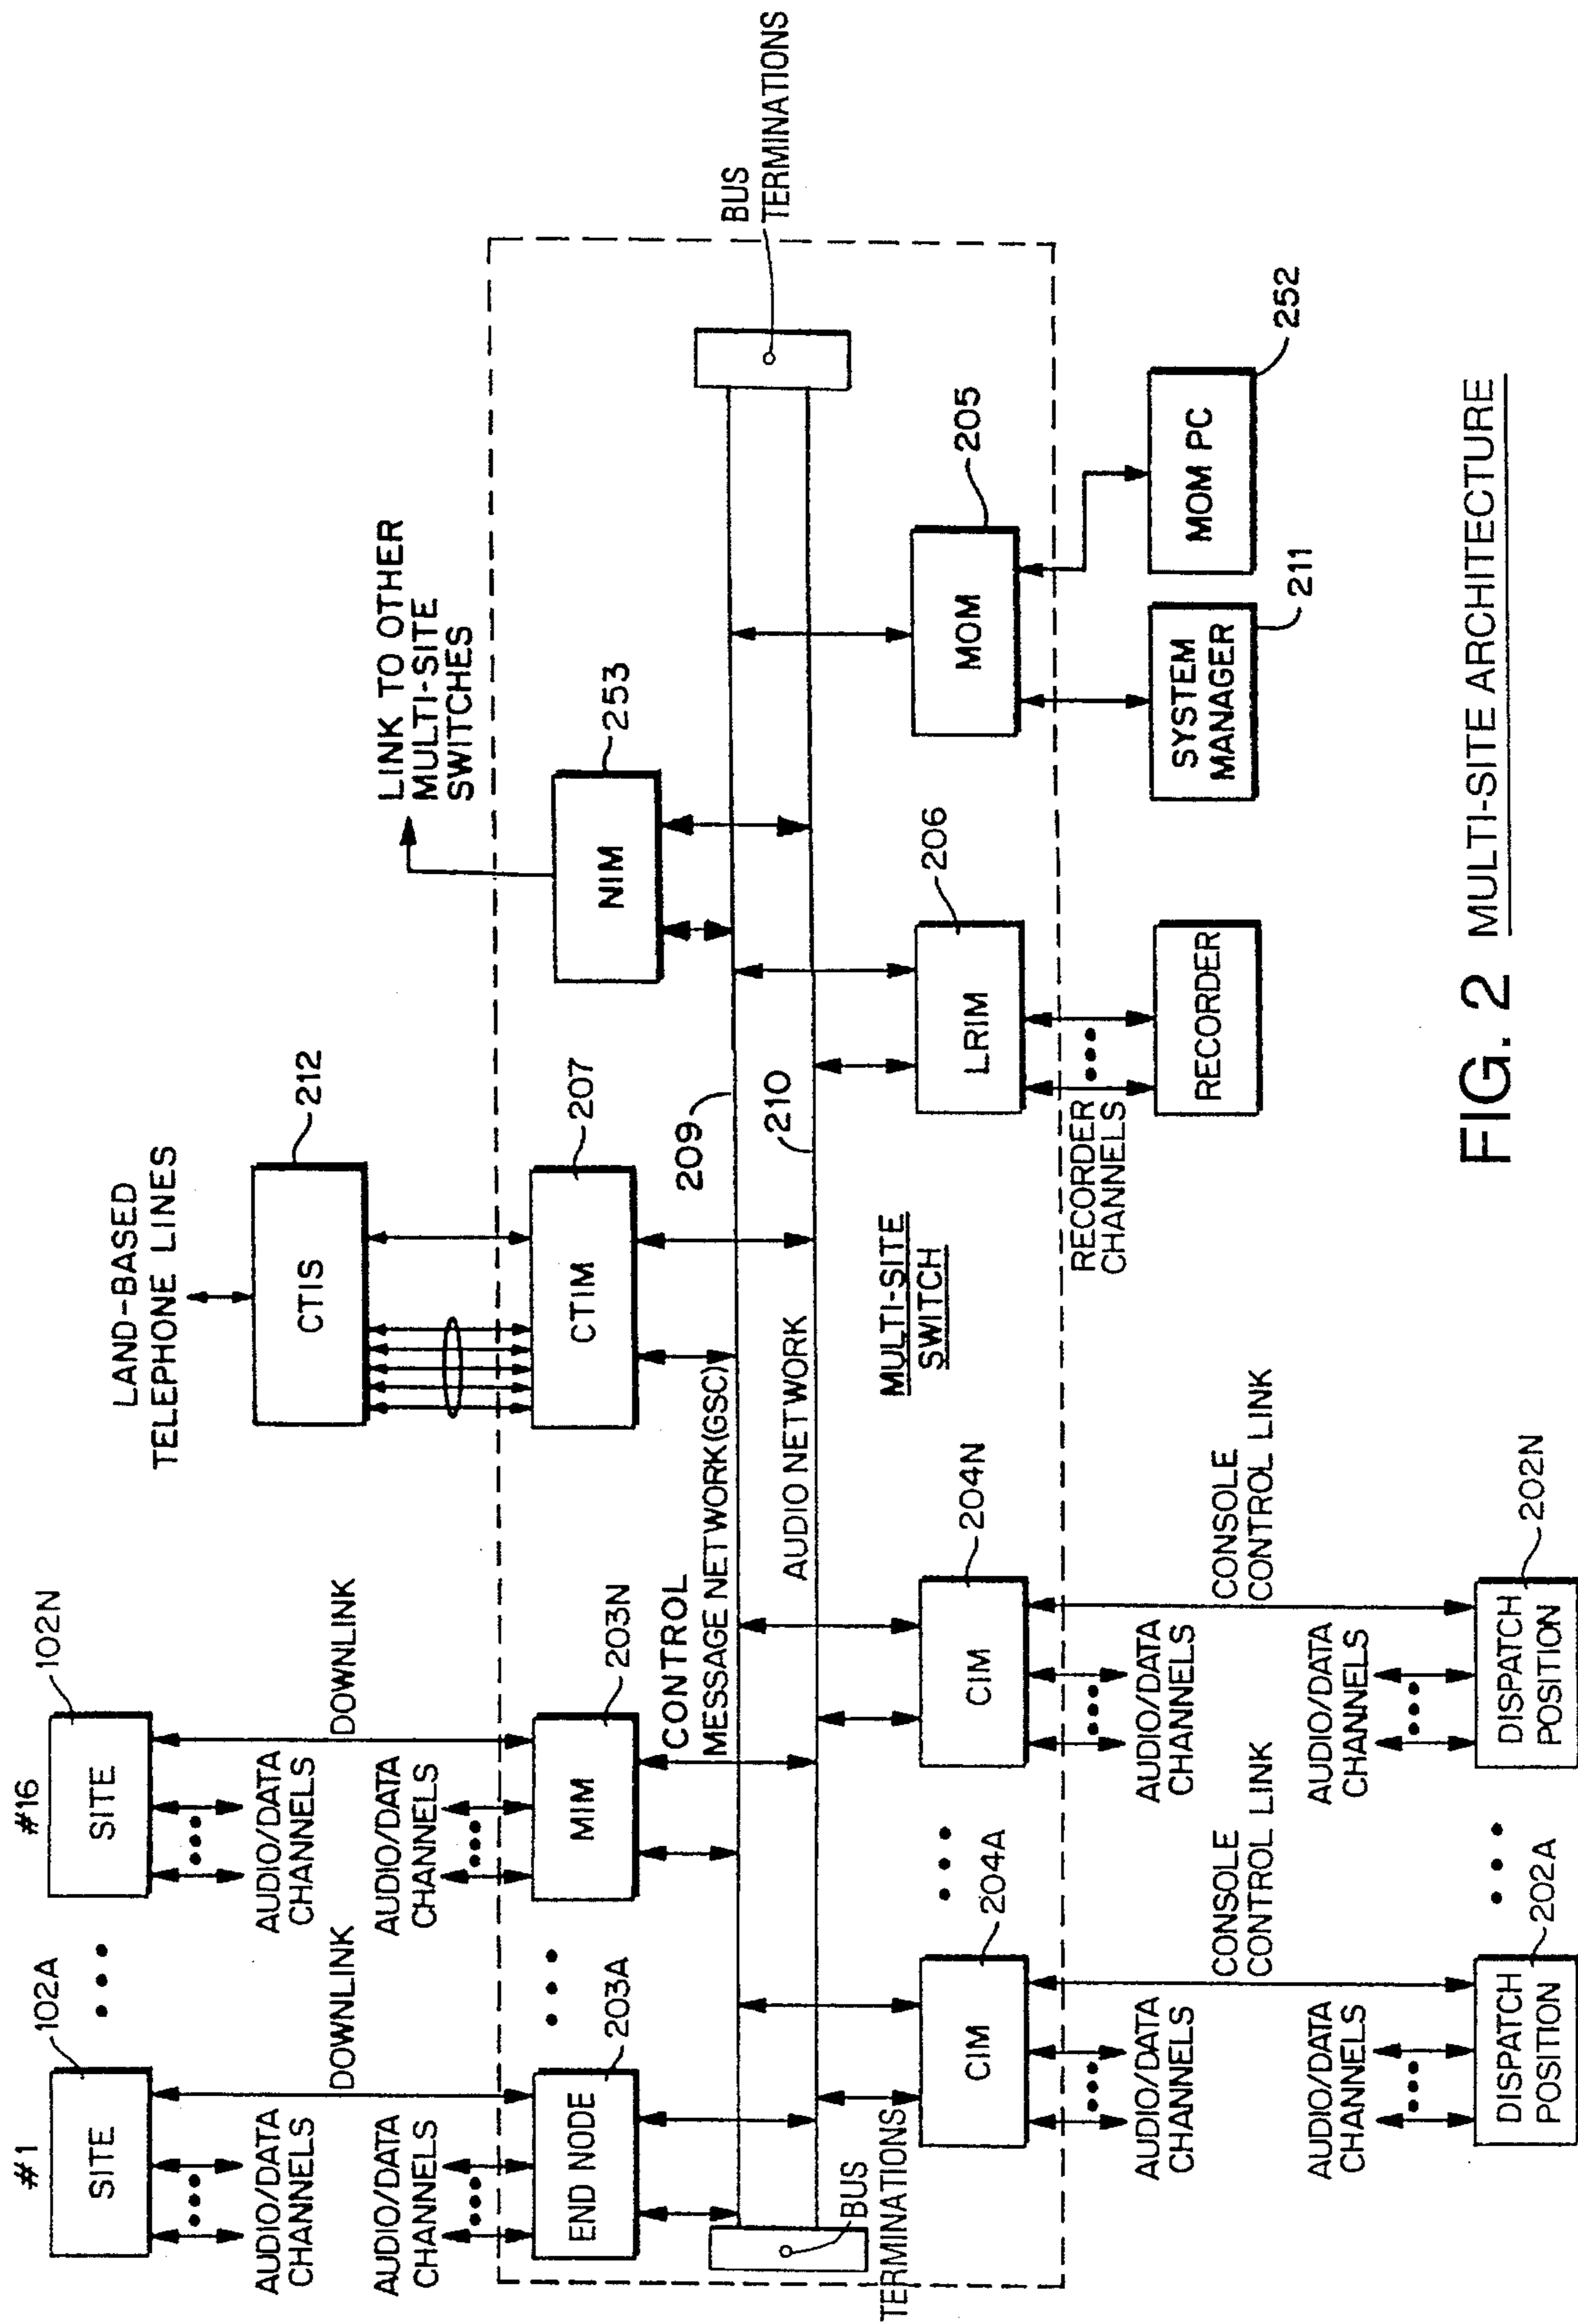 #1
#16
102A
102N
SITE
SITE
LAND-BASED
TELEPHONE LINES
212
CTIS
DOWNLINK
DOWNLINK
AUDIO/DATA
CHANNELS
AUDIO/DATA
CHANNELS
AUDIO/DATA
CHANNELS
AUDIO/DATA
CHANNELS
LINK TO OTHER
MULTI-SITE
SWITCHES
END NODE
203A
MIM
203N
CTIM
207
NIM
253
CONTROL
MESSAGE NETWORK(GSC)
209
210
AUDIO NETWORK
BUS
TERMINATIONS
BUS
TERMINATIONS
MULTI-SITE
SWITCH
CIM
204A
CIM
204N
LRIM
206
MOM
205
RECORDER
CHANNELS
AUDIO/DATA
CHANNELS
CONSOLE
CONTROL LINK
AUDIO/DATA
CHANNELS
CONSOLE
CONTROL LINK
RECORDER
SYSTEM
MANAGER
211
MOM PC
252
AUDIO/DATA
CHANNELS
AUDIO/DATA
CHANNELS
DISPATCH
POSITION
202A
DISPATCH
POSITION
202N
FIG. 2 MULTI-SITE ARCHITECTURE